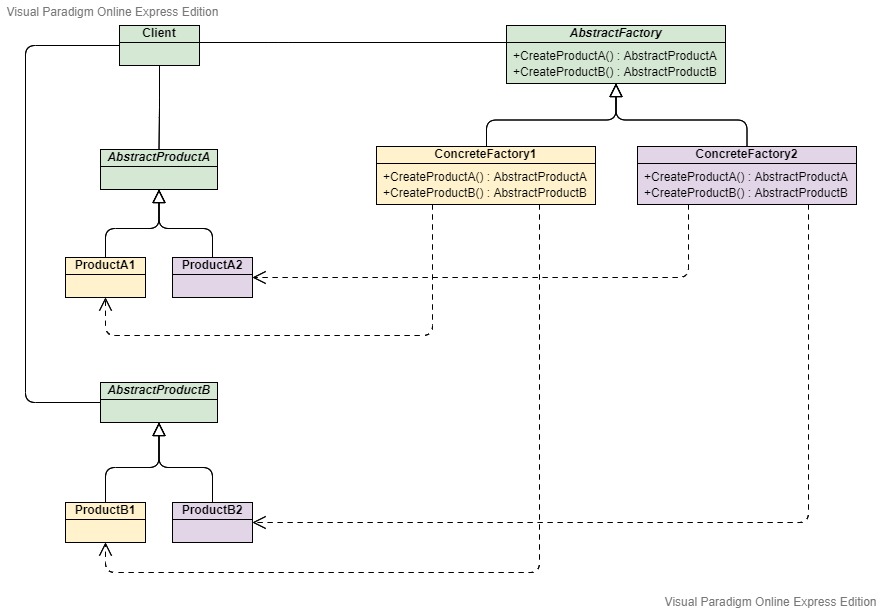 Visual Paradigm Online Express Edition
Client
AbstractFactory
+CreateProductA() : AbstractProductA
+CreateProductB() : AbstractProductB
AbstractProductA
ConcreteFactory1
+CreateProductA() : AbstractProductA
+CreateProductB() : AbstractProductB
ConcreteFactory2
+CreateProductA() : AbstractProductA
+CreateProductB() : AbstractProductB
ProductA1
ProductA2
AbstractProductB
ProductB1
ProductB2
Visual Paradigm Online Express Edition